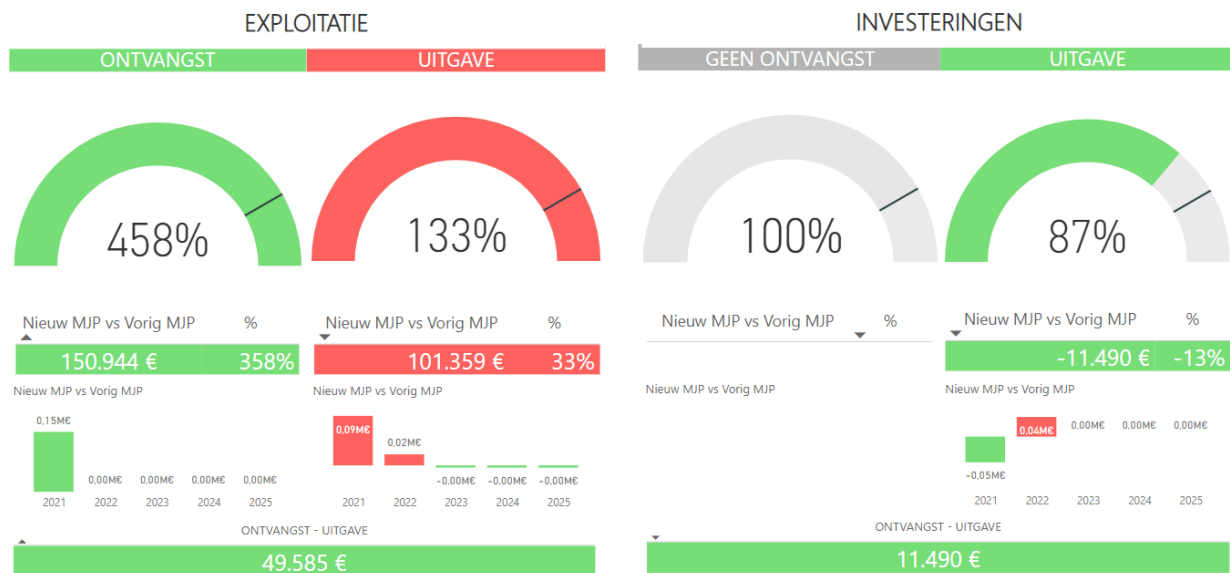 EXPLOITATIE
ONTVANGST UITGAVE
458% 133%
Nieuw MJP vs Vorig MJP % Nieuw MJP vs Vorig MJP %
150.944 € 358% 101.359 € 33%
Nieuw MJP vs Vorig MJP Nieuw MJP vs Vorig MJP
0,15M€ 0,00M€ 0,00M€ 0,00M€ 0,00M€
2021 2022 2023 2024 2025
0,09M€ 0,02M€ -0,00M€ -0,00M€ -0,00M€
2021 2022 2023 2024 2025
ONTVANGST - UITGAVE
49.585 €
INVESTERINGEN
GEEN ONTVANGST UITGAVE
100% 87%
Nieuw MJP vs Vorig MJP % Nieuw MJP vs Vorig MJP %
-11.490 € -13%
Nieuw MJP vs Vorig MJP Nieuw MJP vs Vorig MJP
-0,05M€ 0,04M€ 0,00M€ 0,00M€ 0,00M€
2021 2022 2023 2024 2025
ONTVANGST - UITGAVE
11.490 €